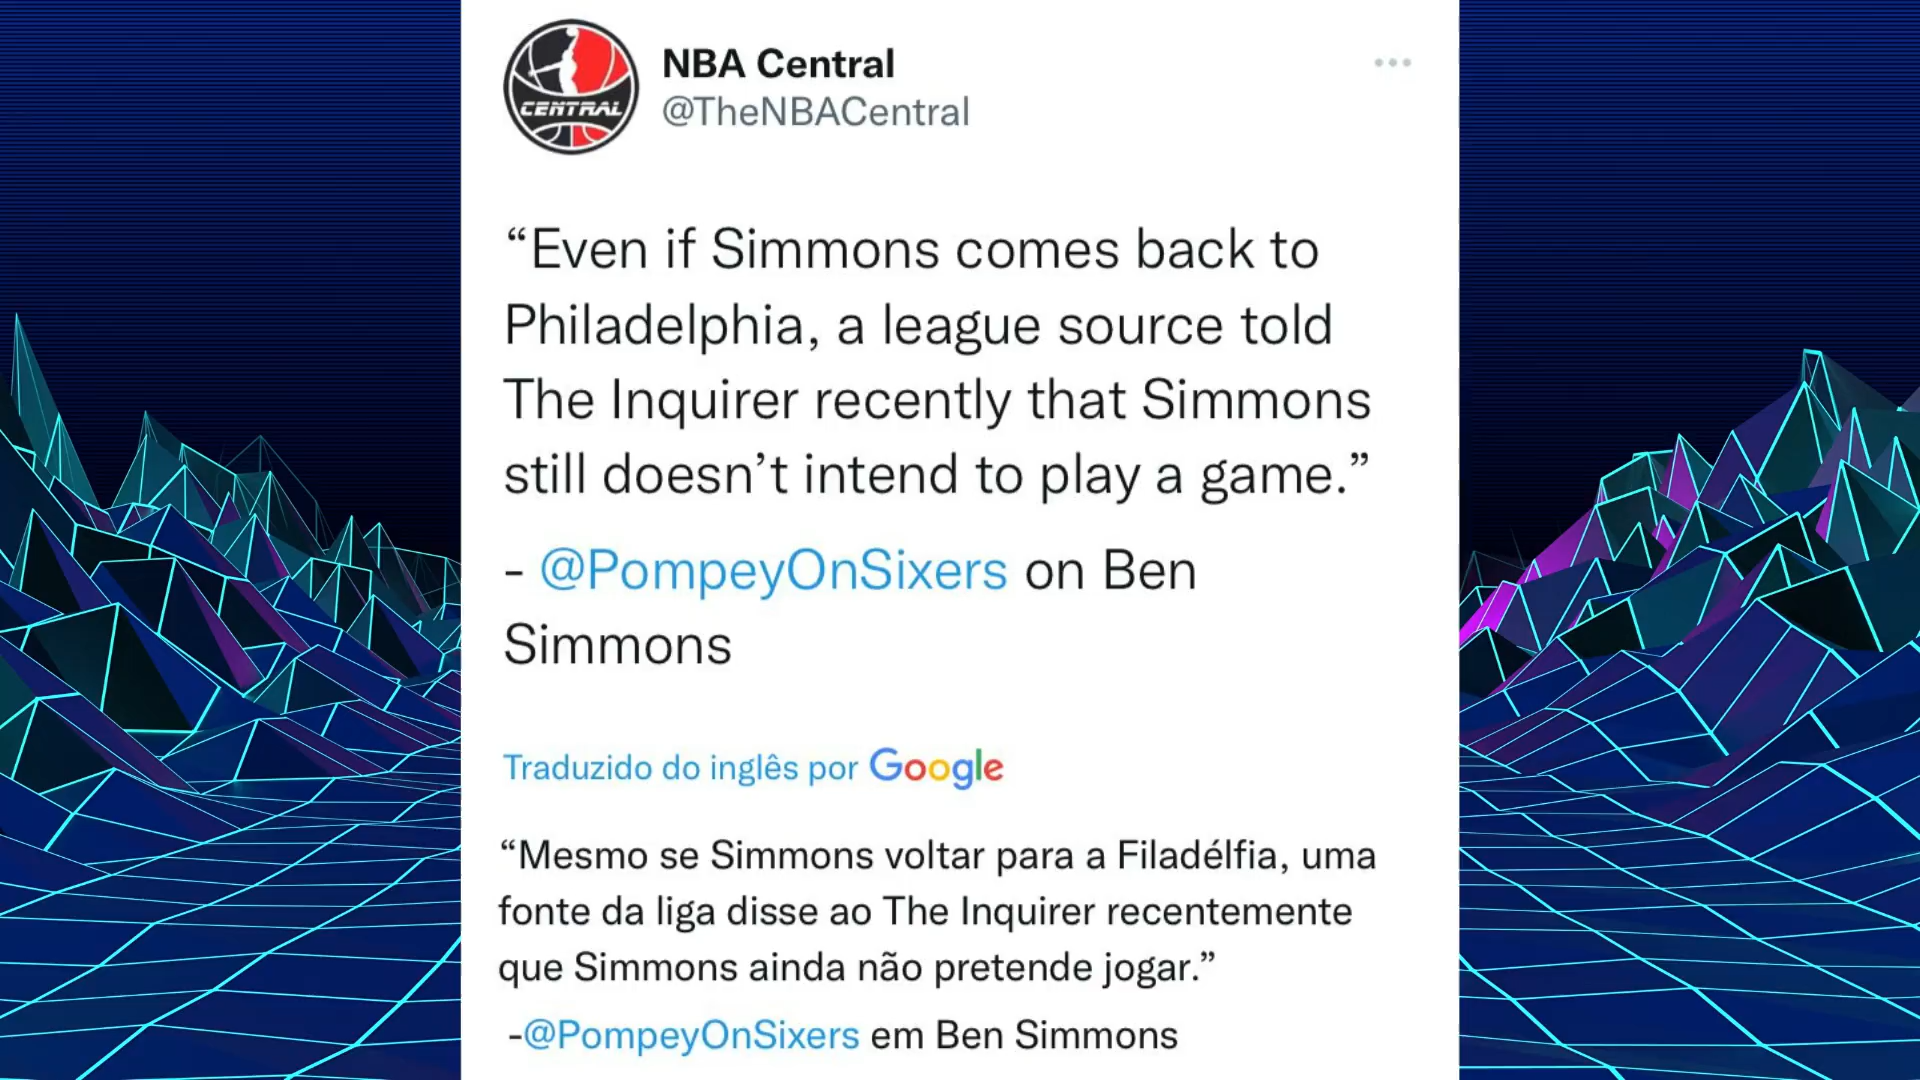 CENTRAL
NBA Central
@TheNBACentral
“Even if Simmons comes back to
Philadelphia, a league source told
The Inquirer recently that Simmons
still doesn’t intend to play a game.”
- @PompeyOnSixers on Ben
Simmons
Traduzido do inglês por Google
“Mesmo se Simmons voltar para a Filadélfia, uma
fonte da liga disse ao The Inquirer recentemente
que Simmons ainda não pretende jogar.”
-@PompeyOnSixers em Ben Simmons